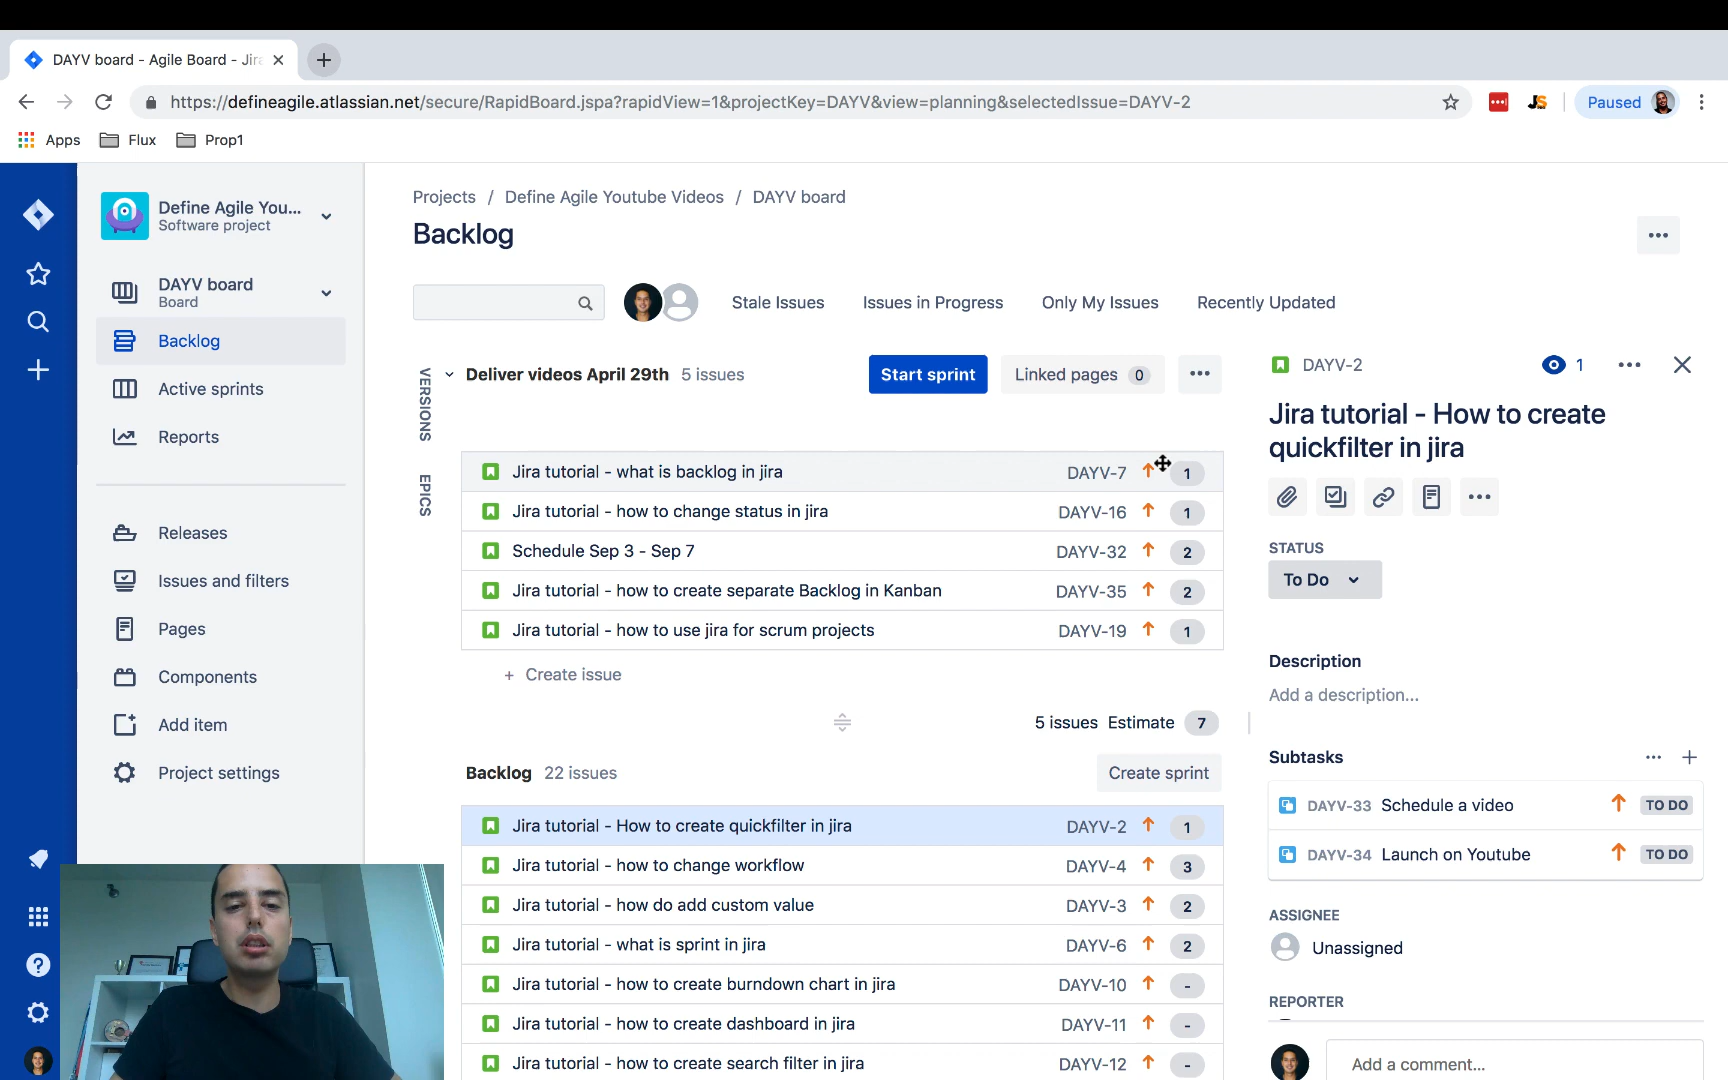 DAYV board - Agile Board - Jir
https://defineagile.atlassian.net/secure/RapidBoard.jspa?rapidView=1&projectKey=DAYV&view=planning&selectedIssue=DAYV-2
Paused
Apps
Flux
Prop1
Define Agile You...
Software project
DAYV board
Board
Backlog
Active sprints
Reports
Releases
Issues and filters
Pages
Components
Add item
Project settings
Projects / Define Agile Youtube Videos / DAYV board
Backlog
Stale Issues
Issues in Progress
Only My Issues
Recently Updated
VERSIONS
EPICS
Deliver videos April 29th 5 issues
Start sprint
Linked pages 0
Jira tutorial - what is backlog in jira DAYV-7 1
Jira tutorial - how to change status in jira DAYV-16 1
Schedule Sep 3 - Sep 7 DAYV-32 2
Jira tutorial - how to create separate Backlog in Kanban DAYV-35 2
Jira tutorial - how to use jira for scrum projects DAYV-19 1
+ Create issue
5 issues Estimate 7
Backlog 22 issues
Create sprint
Jira tutorial - How to create quickfilter in jira DAYV-2 1
Jira tutorial - how to change workflow DAYV-4 3
Jira tutorial - how do add custom value DAYV-3 2
Jira tutorial - what is sprint in jira DAYV-6 2
Jira tutorial - how to create burndown chart in jira DAYV-10 -
Jira tutorial - how to create dashboard in jira DAYV-11 -
Jira tutorial - how to create search filter in jira DAYV-12 -
DAYV-2
1
Jira tutorial - How to create
quickfilter in jira
STATUS
To Do
Description
Add a description...
Subtasks
DAYV-33 Schedule a video TO DO
DAYV-34 Launch on Youtube TO DO
ASSIGNEE
Unassigned
REPORTER
Add a comment...